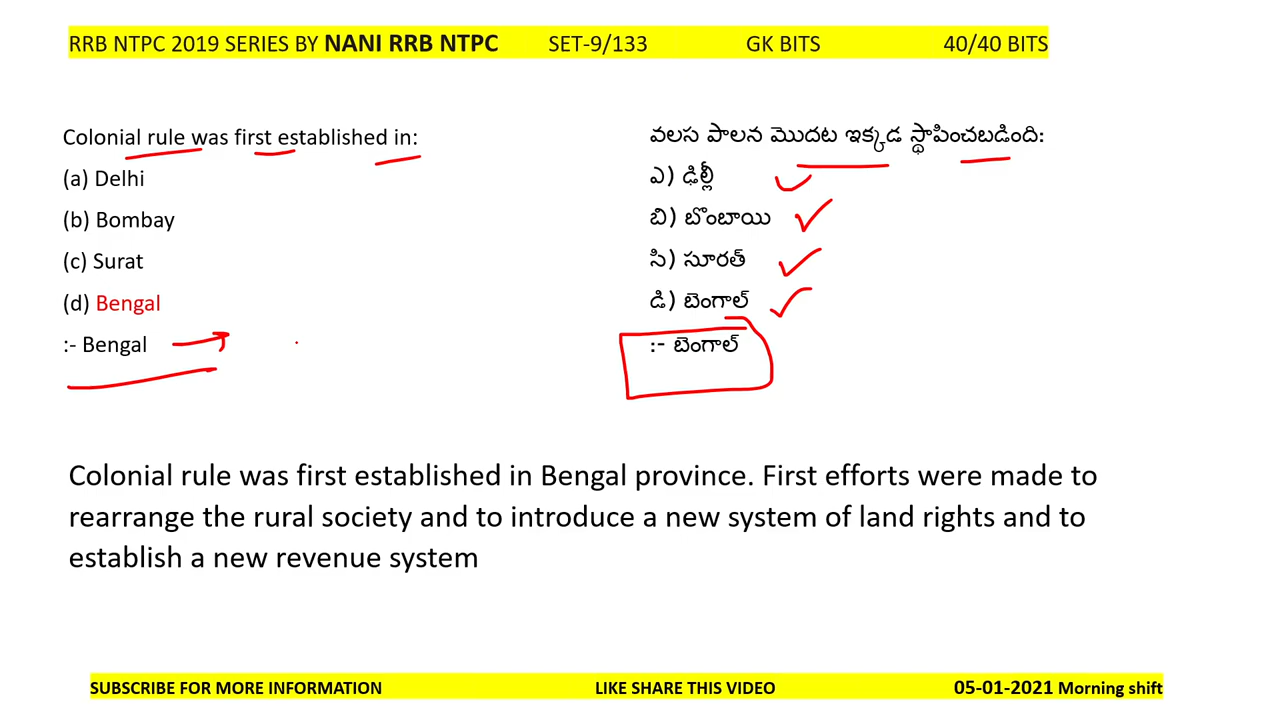 RRB NTPC 2019 SERIES BY NANI RRB NTPC SET-9/133 GK BITS 40/40 BITS
Colonial rule was first established in:
(a) Delhi
(b) Bombay
(c) Surat
(d) Bengal
:- Bengal
వలస పాలన మొదట ఇక్కడ స్థాపించబడింది:
ఎ) ఢిల్లీ
బి) బొంబాయి
సి) సూరత్
డి) బెంగాల్
:- బెంగాల్
Colonial rule was first established in Bengal province. First efforts were made to
rearrange the rural society and to introduce a new system of land rights and to
establish a new revenue system
SUBSCRIBE FOR MORE INFORMATION LIKE SHARE THIS VIDEO 05-01-2021 Morning shift